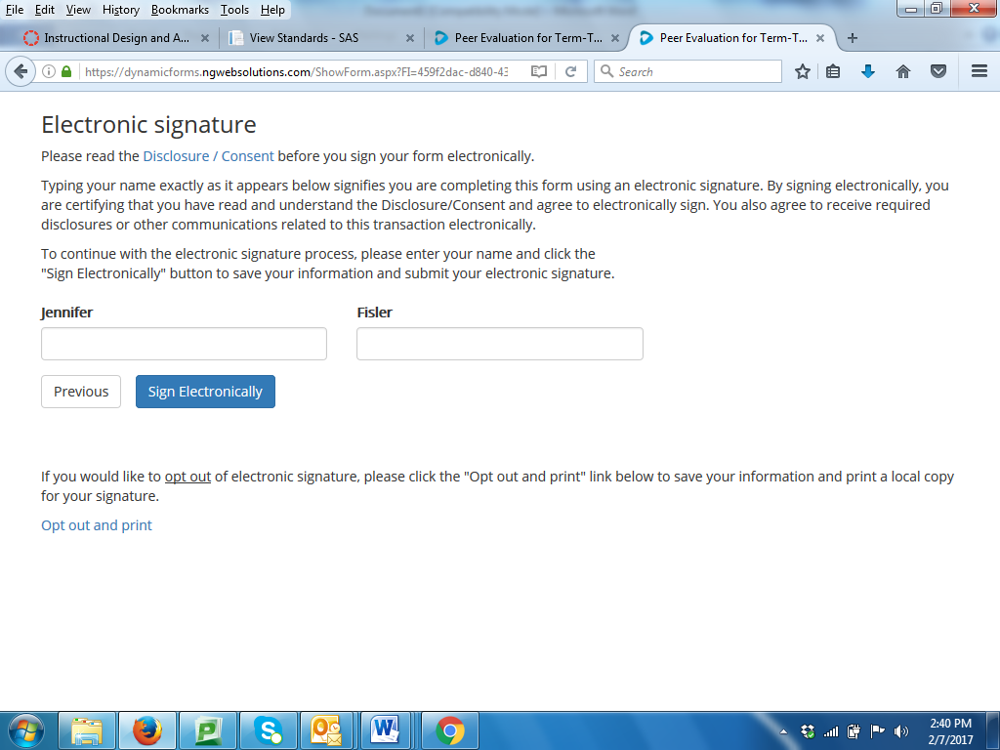 File Edit View History Bookmarks Tools Help
Instructional Design and A... × View Standards - SAS × Peer Evaluation for Term-T... × Peer Evaluation for Term-T... × +
https://dynamicforms.ngwebsolutions.com/ShowForm.aspx?FI=459f2dac-d840-43 Search
Electronic signature
Please read the Disclosure / Consent before you sign your form electronically.
Typing your name exactly as it appears below signifies you are completing this form using an electronic signature. By signing electronically, you
are certifying that you have read and understand the Disclosure/Consent and agree to electronically sign. You also agree to receive required
disclosures or other communications related to this transaction electronically.
To continue with the electronic signature process, please enter your name and click the
"Sign Electronically" button to save your information and submit your electronic signature.
Jennifer Fisler
Previous Sign Electronically
If you would like to opt out of electronic signature, please click the "Opt out and print" link below to save your information and print a local copy
for your signature.
Opt out and print
2:40 PM
2/7/2017